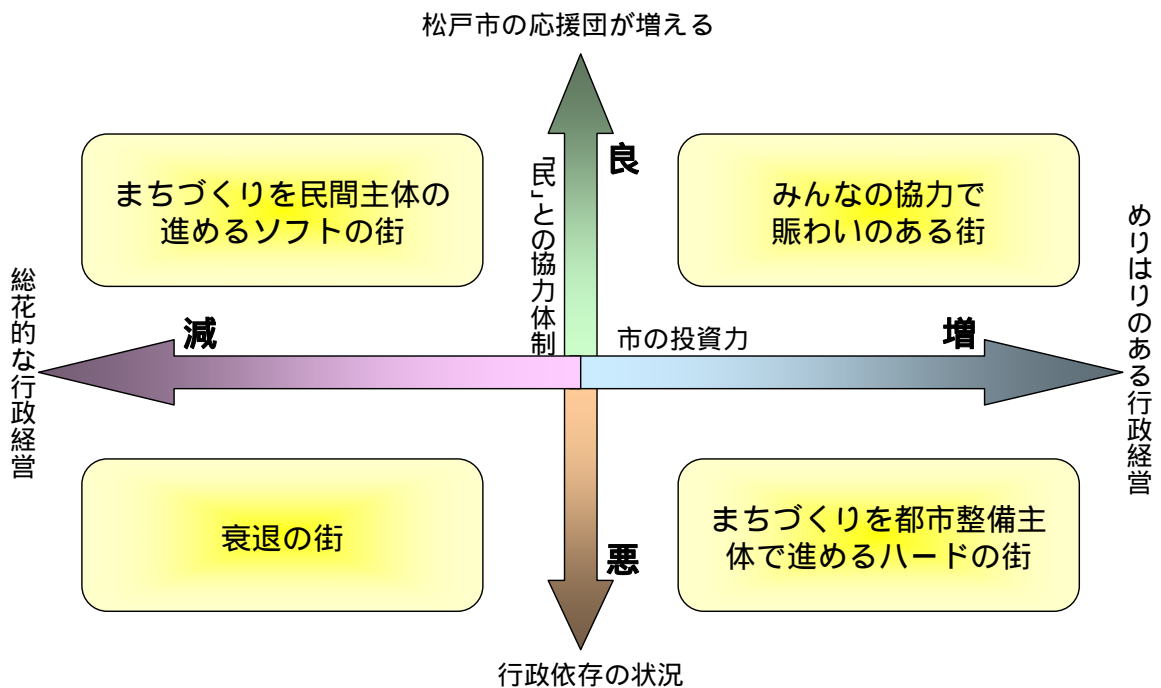 松戸市の応援団が増える
良
「民」との協力体制
まちづくりを民間主体の
進めるソフトの街
みんなの協力で
賑わいのある街
総花的な行政経営
減
市の投資力
増
めりはりのある行政経営
衰退の街
悪
まちづくりを都市整備主
体で進めるハードの街
行政依存の状況